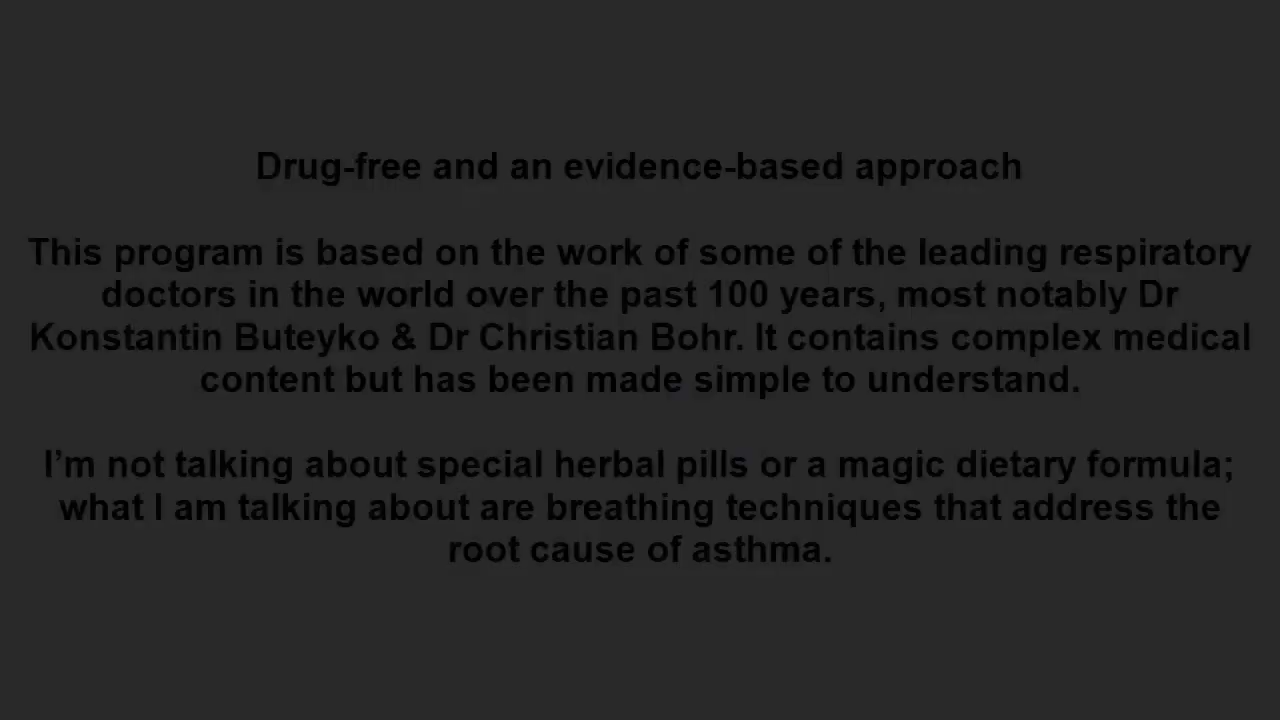 Drug-free and an evidence-based approach
This program is based on the work of some of the leading respiratory
doctors in the world over the past 100 years, most notably Dr
Konstantin Buteyko & Dr Christian Bohr. It contains complex medical
content but has been made simple to understand.
I’m not talking about special herbal pills or a magic dietary formula;
what I am talking about are breathing techniques that address the
root cause of asthma.